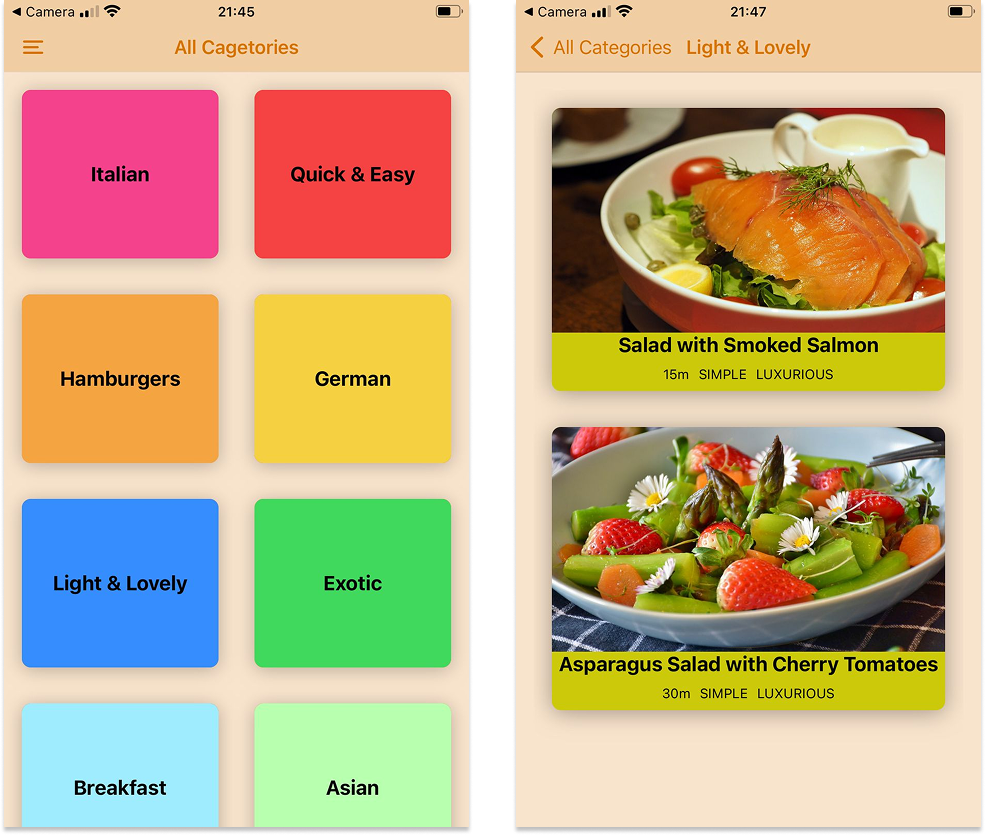 ◀ Camera 21:45
All Cagetories
Italian
Quick & Easy
Hamburgers
German
Light & Lovely
Exotic
Breakfast
Asian
◀ Camera 21:47
All Categories Light & Lovely
Salad with Smoked Salmon
15m SIMPLE LUXURIOUS
Asparagus Salad with Cherry Tomatoes
30m SIMPLE LUXURIOUS